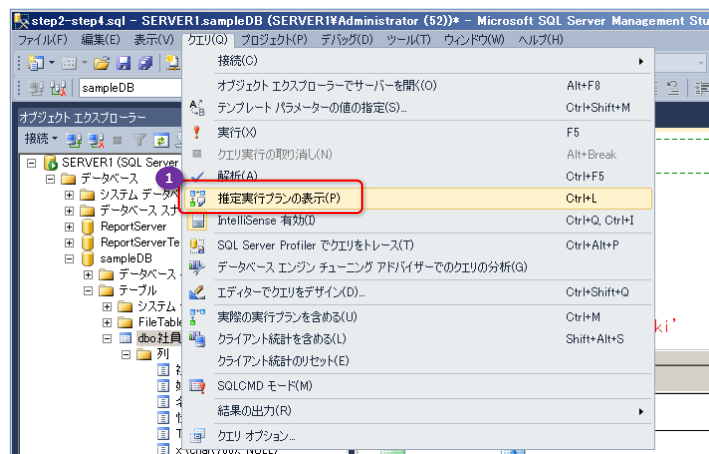 step2-step4.sql - SERVER1.sampleDB (SERVER1¥Administrator (52))* - Microsoft SQL Server Management Stu
ファイル(F) 編集(E) 表示(V) クエリ(Q) プロジェクト(P) デバッグ(D) ツール(T) ウィンドウ(W) ヘルプ(H)
接続(C)
sampleDB
オブジェクト エクスプローラーでサーバーを開く(O) Alt+F8
テンプレート パラメーターの値の指定(S)... Ctrl+Shift+M
オブジェクト エクスプローラー
接続
実行(X) F5
クエリ実行の取り消し(N) Alt+Break
SERVER1 (SQL Server
解析(A) Ctrl+F5
データベース
1
推定実行プランの表示(P) Ctrl+L
システム データベ
データベース スナ
IntelliSense 有効(I) Ctrl+Q, Ctrl+I
ReportServer
ReportServerTe
SQL Server Profiler でクエリをトレース(T) Ctrl+Alt+P
sampleDB
データベース エンジン チューニング アドバイザーでのクエリの分析(G)
データベース
テーブル
エディターでクエリをデザイン(D)... Ctrl+Shift+Q
システム
FileTable
実際の実行プランを含める(U) Ctrl+M
ki'
dbo.社員
クライアント統計を含める(L) Shift+Alt+S
列
クライアント統計のリセット(E)
SQLCMD モード(M)
結果の出力(R)
クエリ オプション...